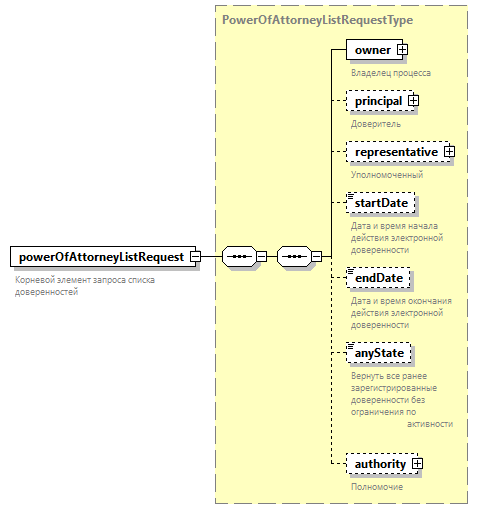 PowerOfAttorneyListRequestType
owner
Владелец процесса
principal
Доверитель
representative
Уполномоченный
startDate
Дата и время начала
действия электронной
доверенности
powerOfAttorneyListRequest
Корневой элемент запроса списка
доверенностей
endDate
Дата и время окончания
действия электронной
доверенности
anyState
Вернуть все ранее
зарегистрированные
доверенности без
ограничения по
активности
authority
Полномочие